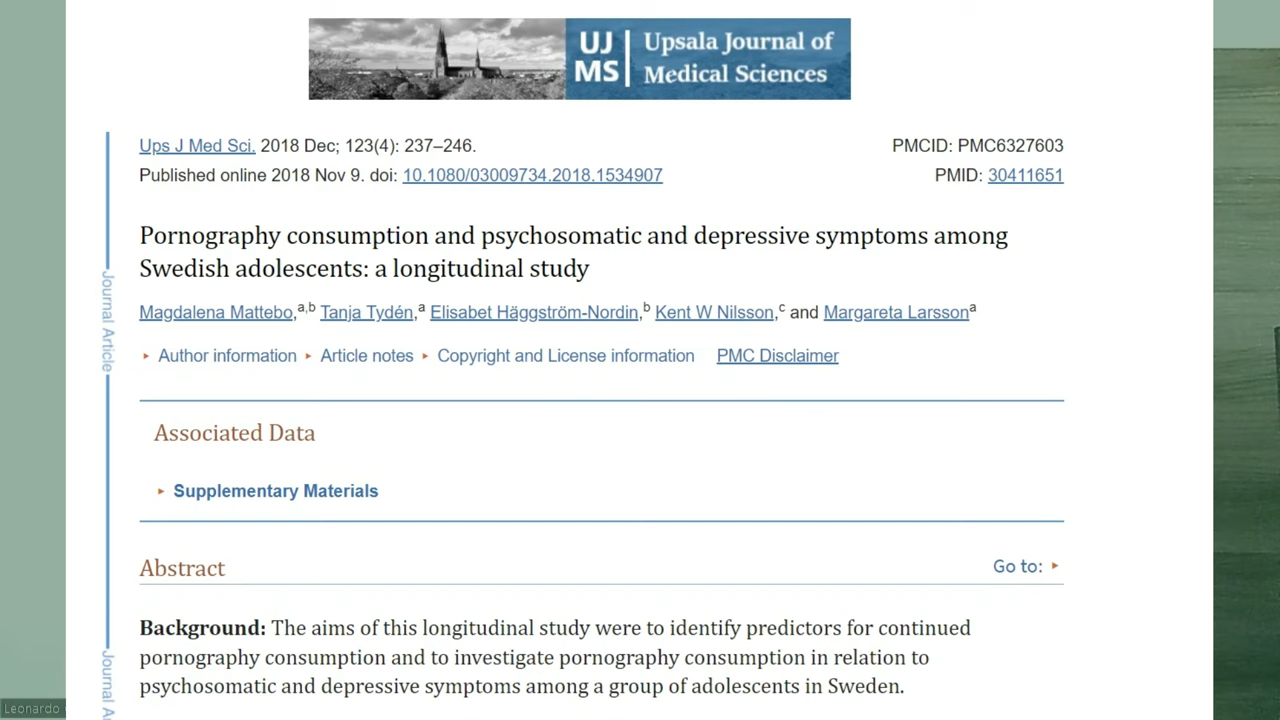 UJ MS | Upsala Journal of Medical Sciences
Ups J Med Sci. 2018 Dec; 123(4): 237–246.
PMCID: PMC6327603
Published online 2018 Nov 9. doi: 10.1080/03009734.2018.1534907
PMID: 30411651
Pornography consumption and psychosomatic and depressive symptoms among
Swedish adolescents: a longitudinal study
Magdalena Mattebo,a,b Tanja Tydén,a Elisabet Häggström-Nordin,b Kent W Nilsson,c and Margareta Larssona
Author information
Article notes
Copyright and License information
PMC Disclaimer
Journal Article
Associated Data
Supplementary Materials
Abstract
Go to:
Background: The aims of this longitudinal study were to identify predictors for continued
pornography consumption and to investigate pornography consumption in relation to
psychosomatic and depressive symptoms among a group of adolescents in Sweden.
Journal A
Leonardo